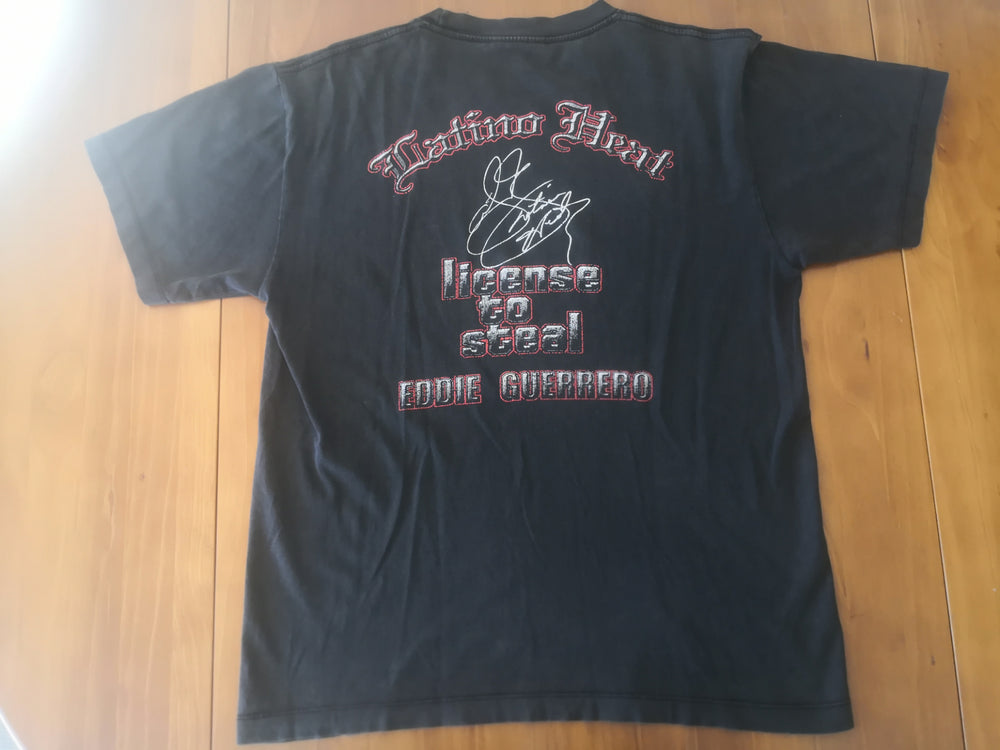 Latino Heat
license
to
steal
EDDIE GUERRERO